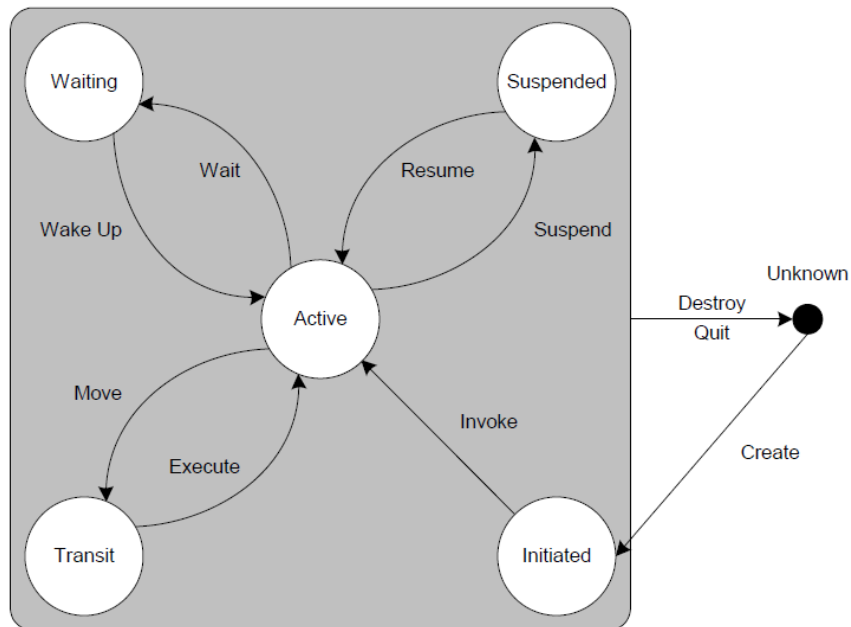 Waiting
Suspended
Wait
Resume
Wake Up
Suspend
Unknown
Active
Destroy
Quit
Move
Invoke
Execute
Create
Transit
Initiated